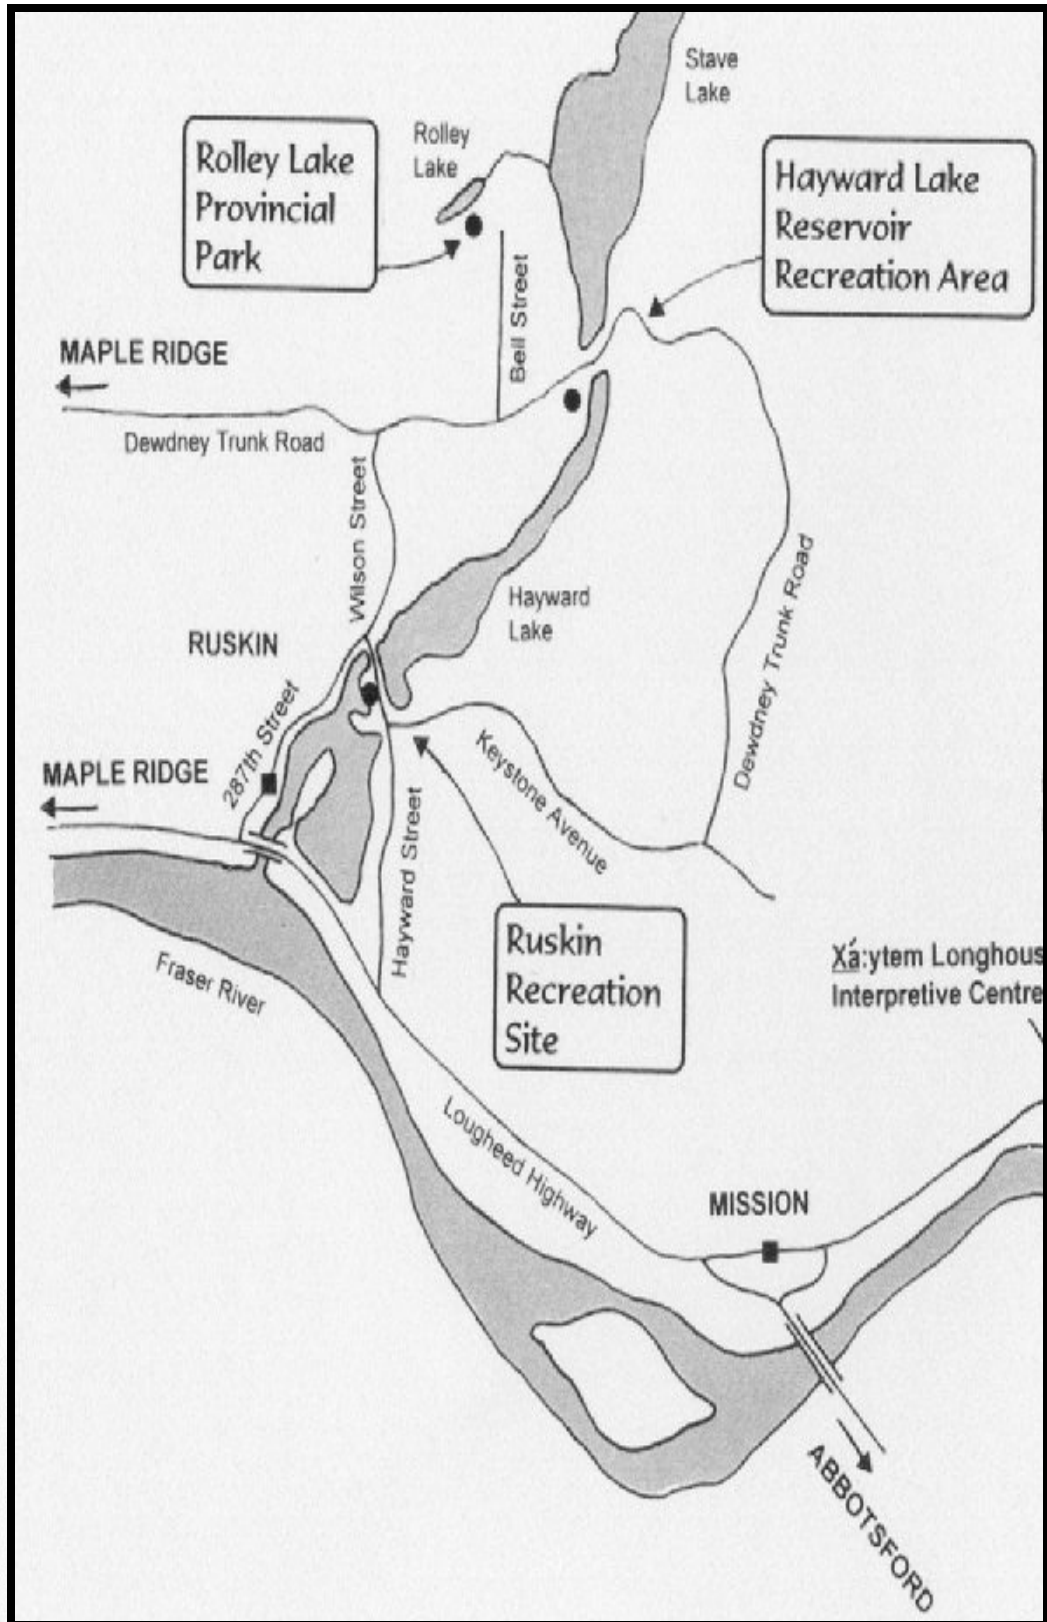 Stave
Lake
Rolley
Lake
Rolley Lake
Provincial
Park
Hayward Lake
Reservoir
Recreation Area
Bell Street
MAPLE RIDGE
Dewdney Trunk Road
Wilson Street
Hayward
Lake
Dewdney Trunk Road
RUSKIN
287th Street
Keystone Avenue
MAPLE RIDGE
Hayward Street
Ruskin
Recreation
Site
Xá:ytem Longhous
Interpretive Centre
Fraser River
Lougheed Highway
MISSION
ABBOTSFORD